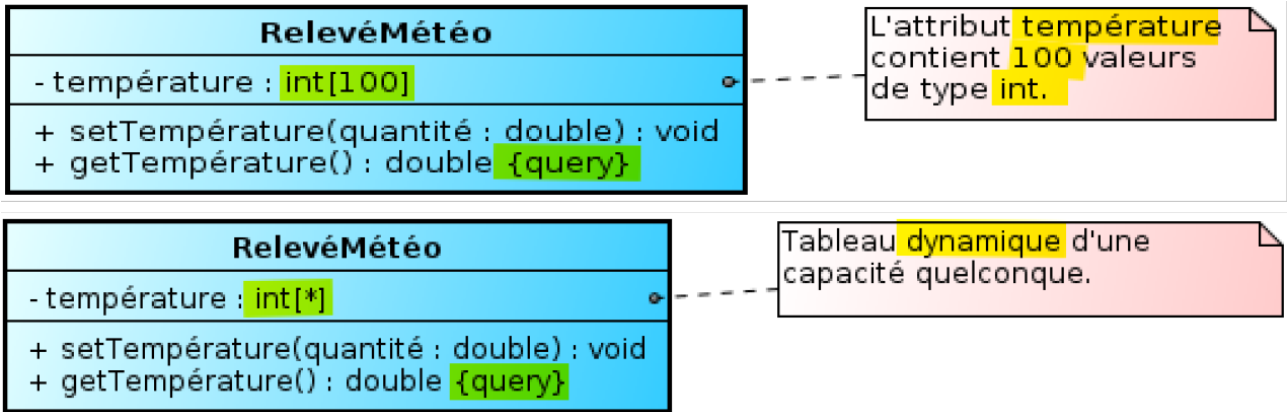 RelevéMétéo
- température : int[100]
+ setTempérature(quantité : double) : void
+ getTempérature() : double {query}
L'attribut température
contient 100 valeurs
de type int.
RelevéMétéo
- température : int[*]
+ setTempérature(quantité : double) : void
+ getTempérature() : double {query}
Tableau dynamique d'une
capacité quelconque.